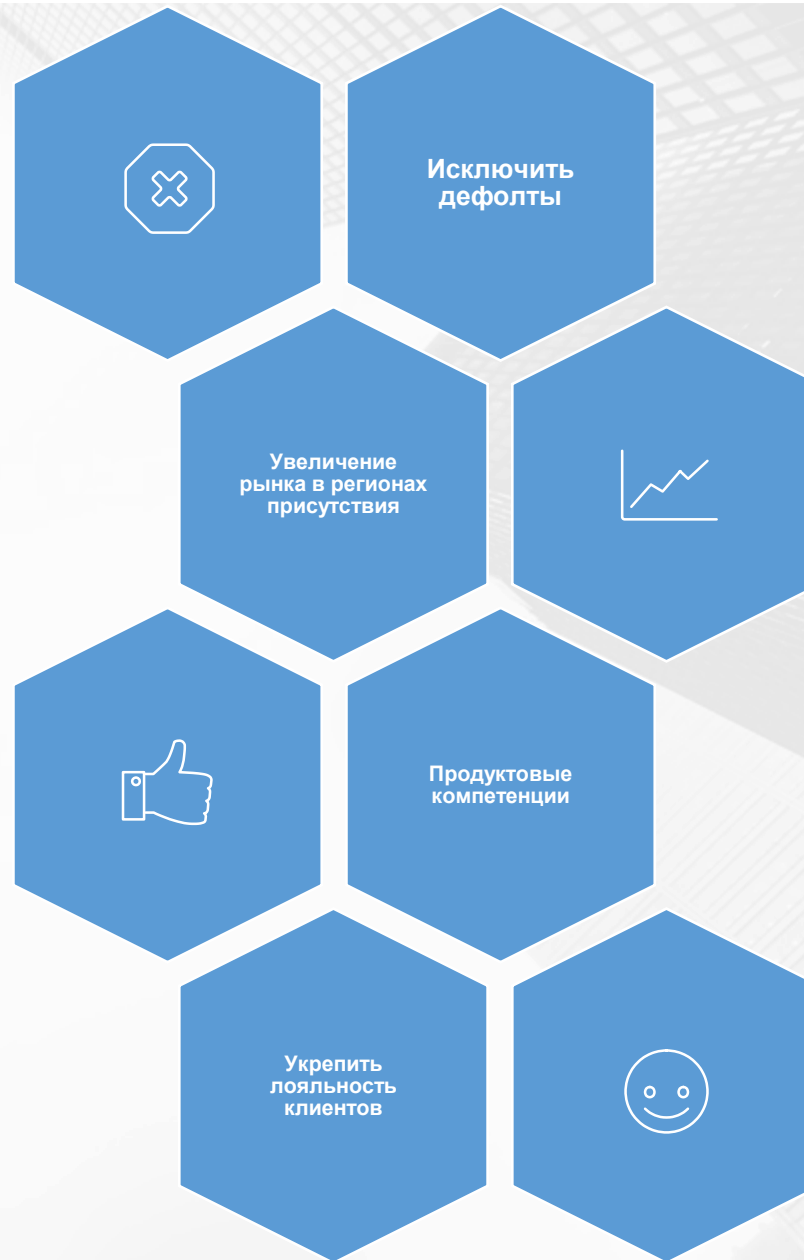 Исключить
дефолты
Увеличение
рынка в регионах
присутствия
Продуктовые
компетенции
Укрепить
лояльность
клиентов